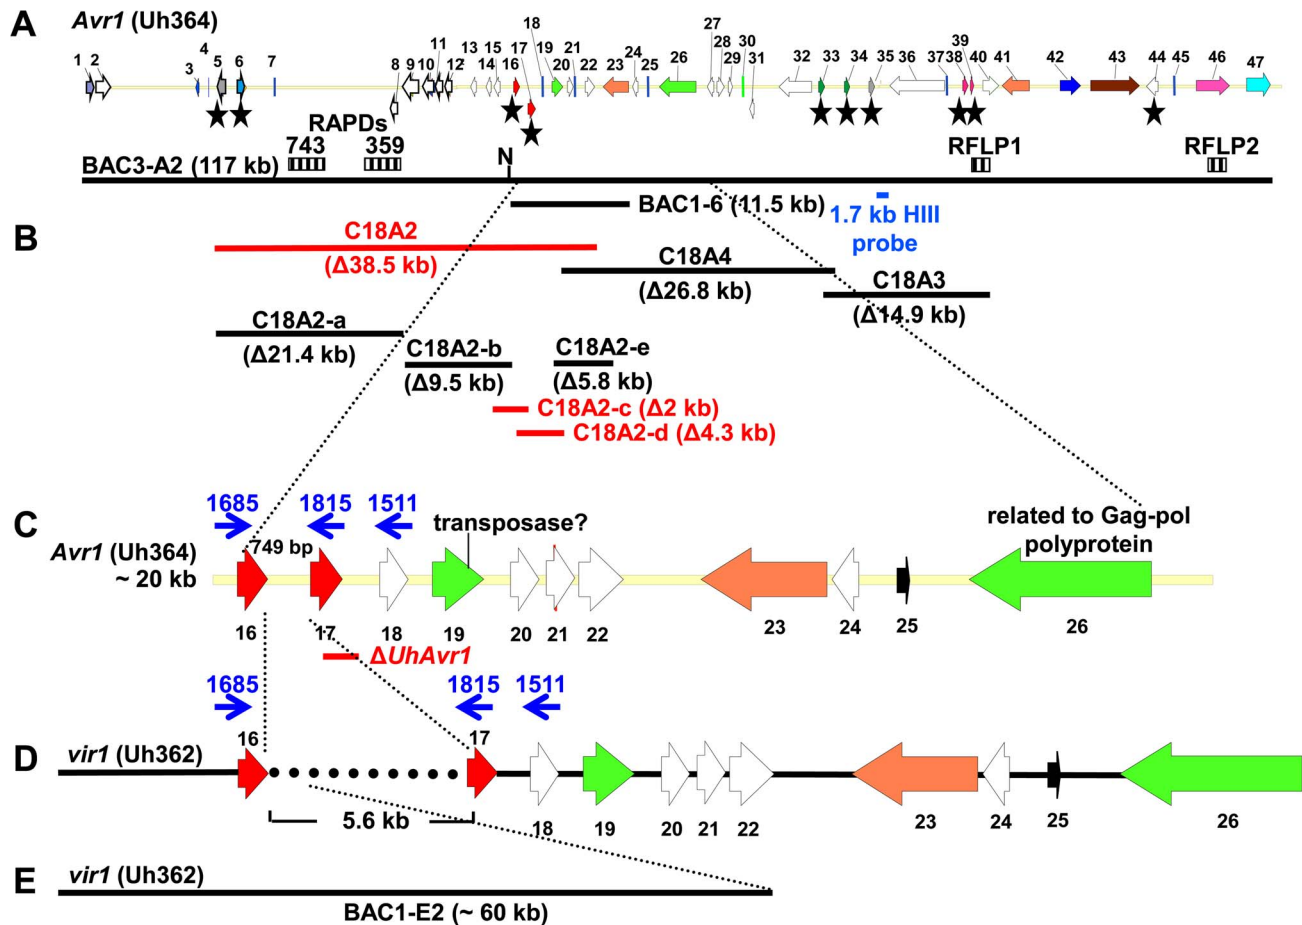 A
Avr1 (Uh364)
1 2 3 4 5 6 7 8 9 10 11 12 13 14 15 16 17 18 19 20 21 22 23 24 25 26 27 28 29 30 31 32 33 34 35 36 37 38 39 40 41 42 43 44 45 46 47
RAPDs
743 359
N
RFLP1
RFLP2
BAC3-A2 (117 kb)
BAC1-6 (11.5 kb)
1.7 kb HIII
probe
B
C18A2
(Δ38.5 kb)
C18A4
(Δ26.8 kb)
C18A3
(Δ14.9 kb)
C18A2-a
(Δ21.4 kb)
C18A2-b
(Δ9.5 kb)
C18A2-e
(Δ5.8 kb)
C18A2-c (Δ2 kb)
C18A2-d (Δ4.3 kb)
C
1685 1815 1511
transposase?
related to Gag-pol
polyprotein
Avr1 (Uh364)
~ 20 kb
749 bp
16 17 18 19 20 21 22 23 24 25 26
ΔUhAvr1
1685 1815 1511
D
vir1 (Uh362)
16 17
5.6 kb
18 19 20 21 22 23 24 25 26
E
vir1 (Uh362)
BAC1-E2 (~ 60 kb)